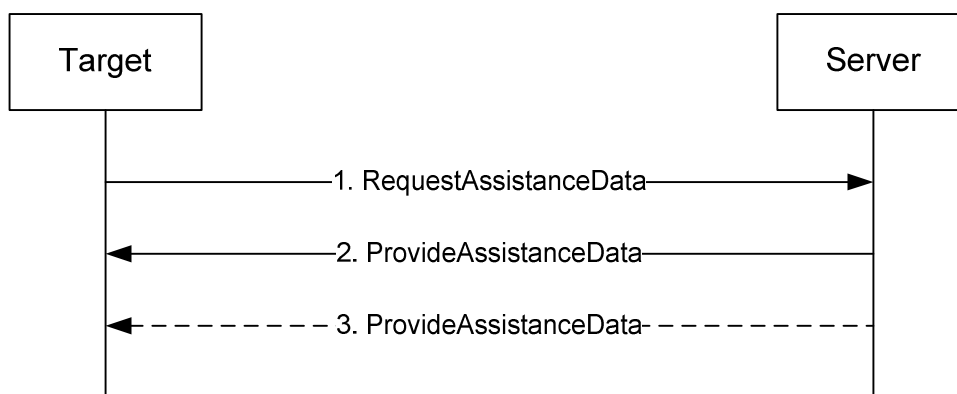 Target
Server
1. RequestAssistanceData
2. ProvideAssistanceData
3. ProvideAssistanceData